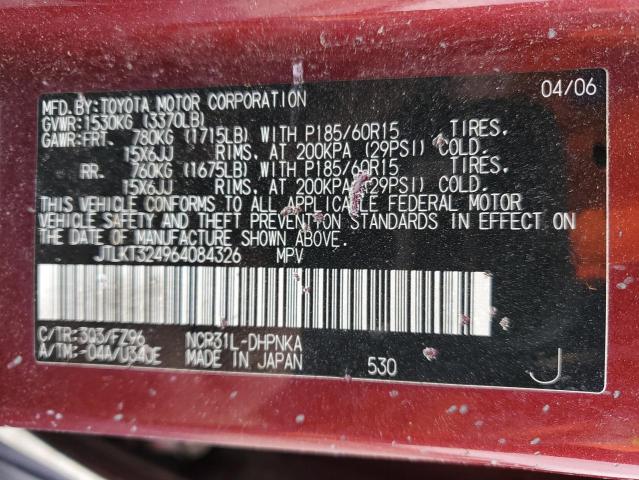 MFD.BY:TOYOTA MOTOR CORPORATION 04/06
GVWR:1530KG (3370LB)
GAWR:FRT. 780KG (1715LB) WITH P185/60R15 TIRES,
15X6JJ RIMS, AT 200KPA (29PSI) COLD.
RR. 760KG (1675LB) WITH P185/60R15 TIRES,
15X6JJ RIMS, AT 200KPA (29PSI) COLD.
THIS VEHICLE CONFORMS TO ALL APPLICABLE FEDERAL MOTOR
VEHICLE SAFETY AND THEFT PREVENTION STANDARDS IN EFFECT ON
THE DATE OF MANUFACTURE SHOWN ABOVE.
JTLKT324964084326 MPV
C/TR:3Q3/FZ96 NCR31L-DHPNKA
A/TM:-04A/U340E MADE IN JAPAN 530 J